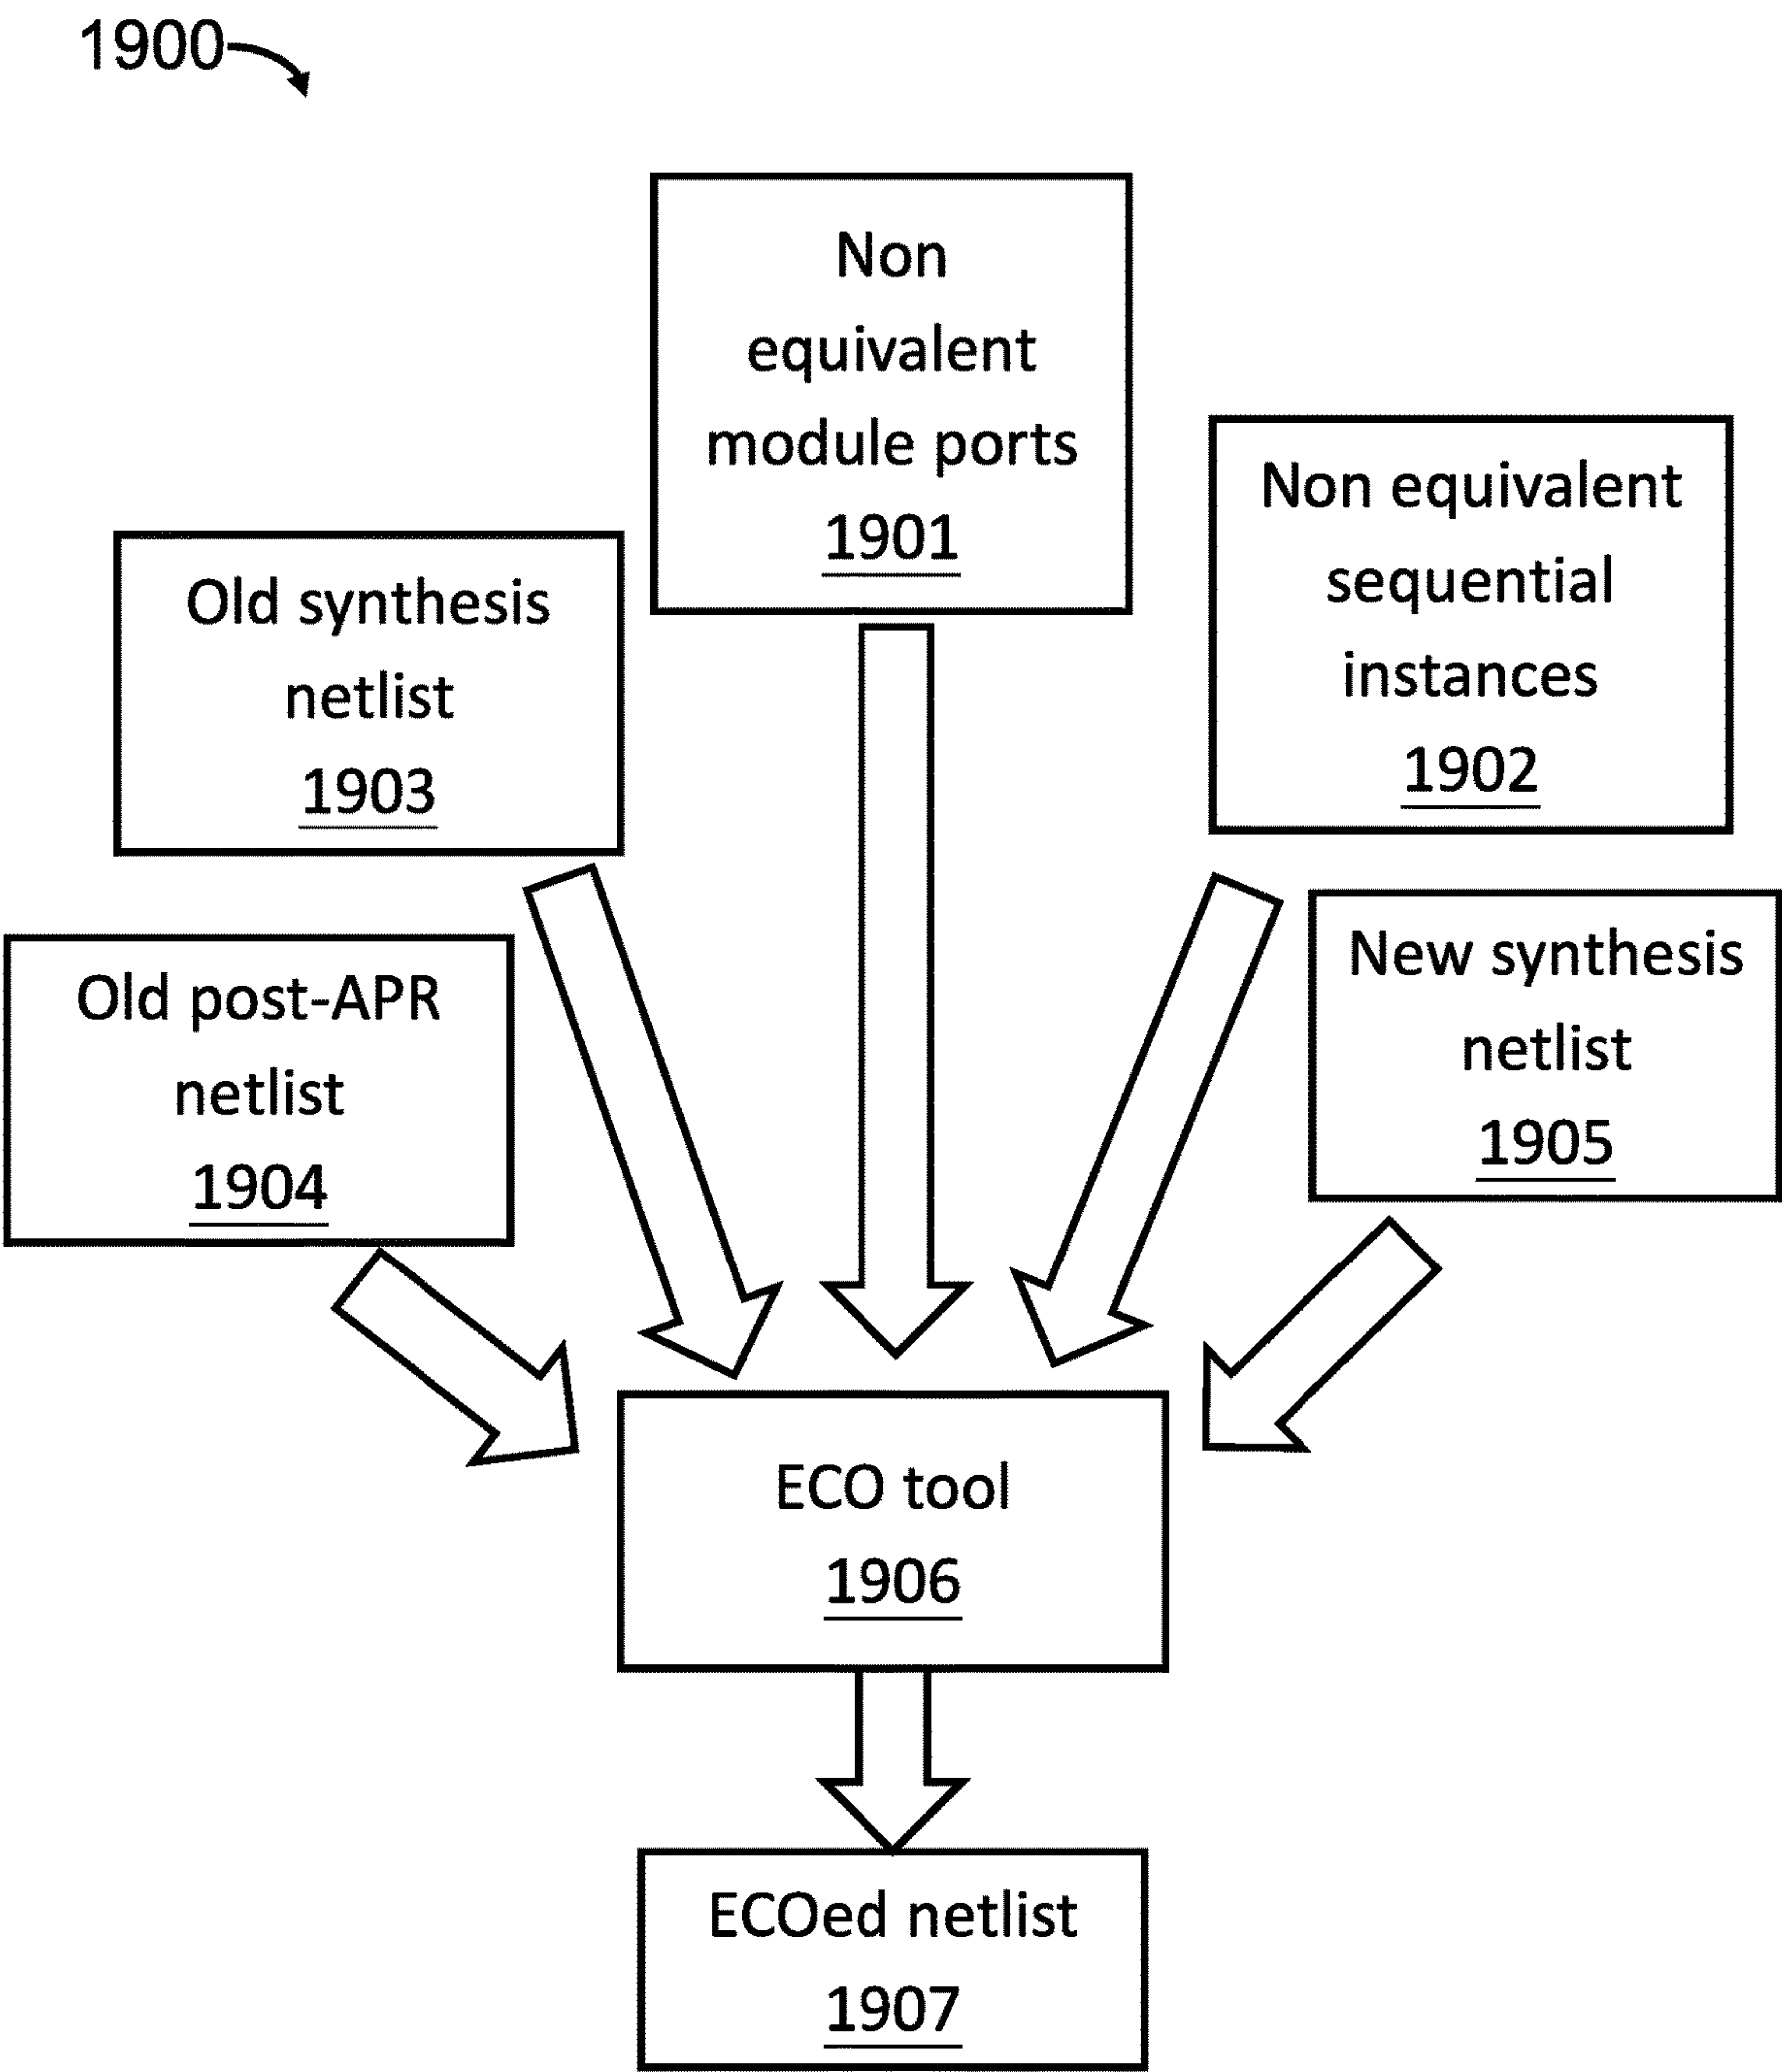 1900
Non
equivalent
module ports
1901
Non equivalent
sequential
instances
1902
Old synthesis
netlist
1903
Old post-APR
netlist
1904
New synthesis
netlist
1905
ECO tool
1906
ECOed netlist
1907